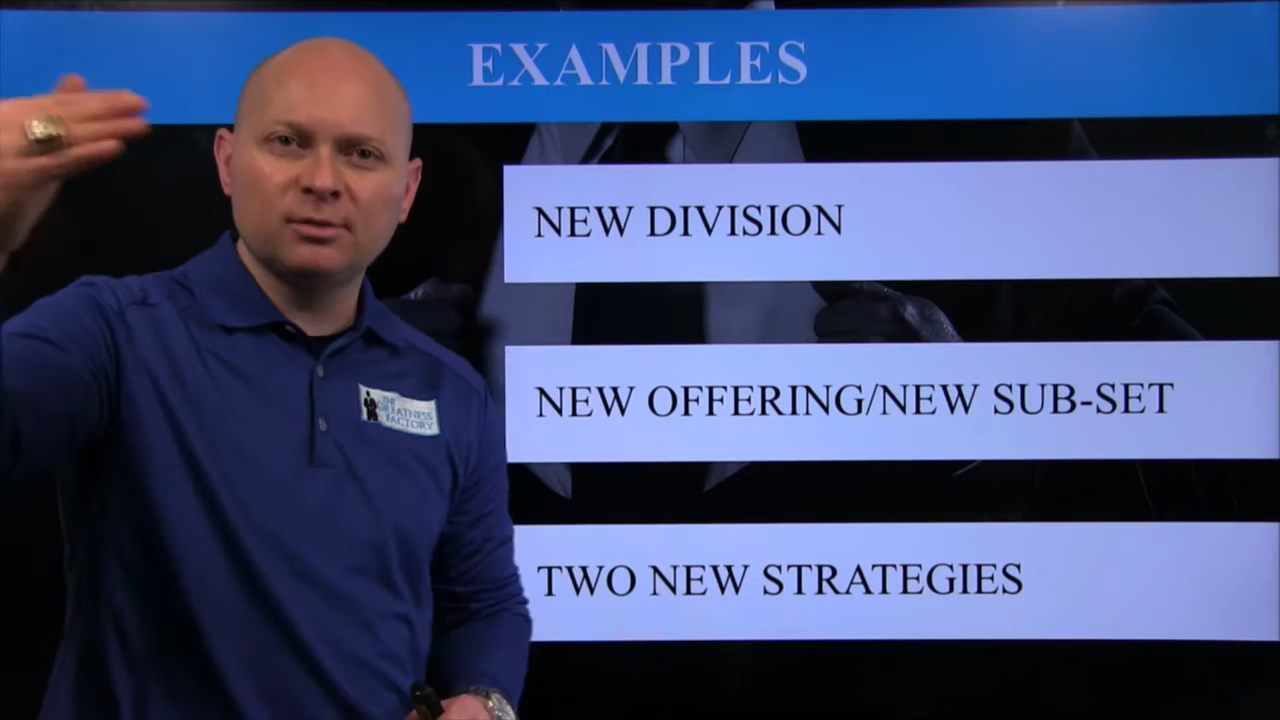 EXAMPLES
NEW DIVISION
NEW OFFERING/NEW SUB-SET
TWO NEW STRATEGIES
THE
GREATNESS
FACTORY